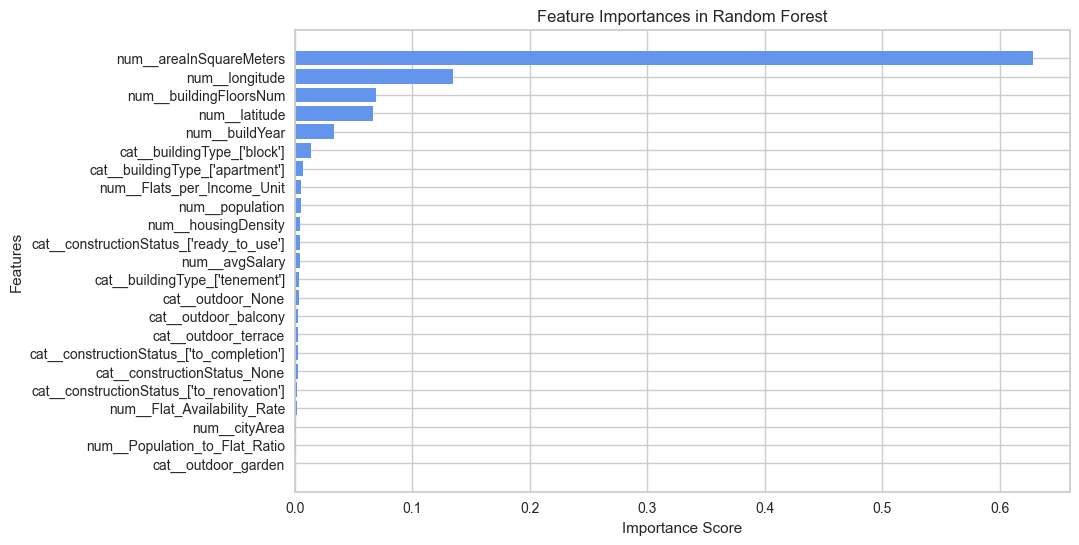 Feature Importances in Random Forest
Features
num__areaInSquareMeters
num__longitude
num__buildingFloorsNum
num__latitude
num__buildYear
cat__buildingType_['block']
cat__buildingType_['apartment']
num__Flats_per_Income_Unit
num__population
num__housingDensity
cat__constructionStatus_['ready_to_use']
num__avgSalary
cat__buildingType_['tenement']
cat__outdoor_None
cat__outdoor_balcony
cat__outdoor_terrace
cat__constructionStatus_['to_completion']
cat__constructionStatus_None
cat__constructionStatus_['to_renovation']
num__Flat_Availability_Rate
num__cityArea
num__Population_to_Flat_Ratio
cat__outdoor_garden
0.0 0.1 0.2 0.3 0.4 0.5 0.6
Importance Score